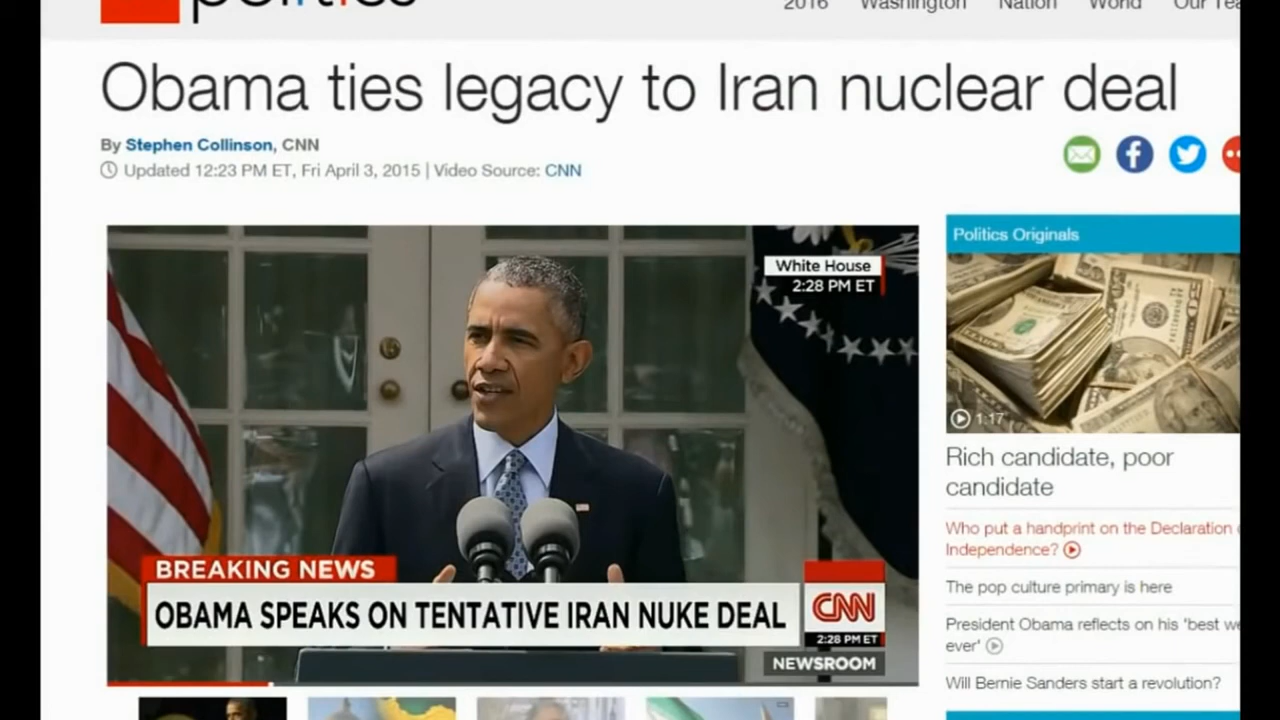 politics
2016 Washington Nation World
Obama ties legacy to Iran nuclear deal
By Stephen Collinson, CNN
Updated 12:23 PM ET, Fri April 3, 2015 | Video Source: CNN
White House
2:28 PM ET
BREAKING NEWS
OBAMA SPEAKS ON TENTATIVE IRAN NUKE DEAL
CNN
2:28 PM ET
NEWSROOM
Politics Originals
1:17
Rich candidate, poor
candidate
Who put a handprint on the Declaration
Independence?
The pop culture primary is here
President Obama reflects on his 'best
ever'
Will Bernie Sanders start a revolution?